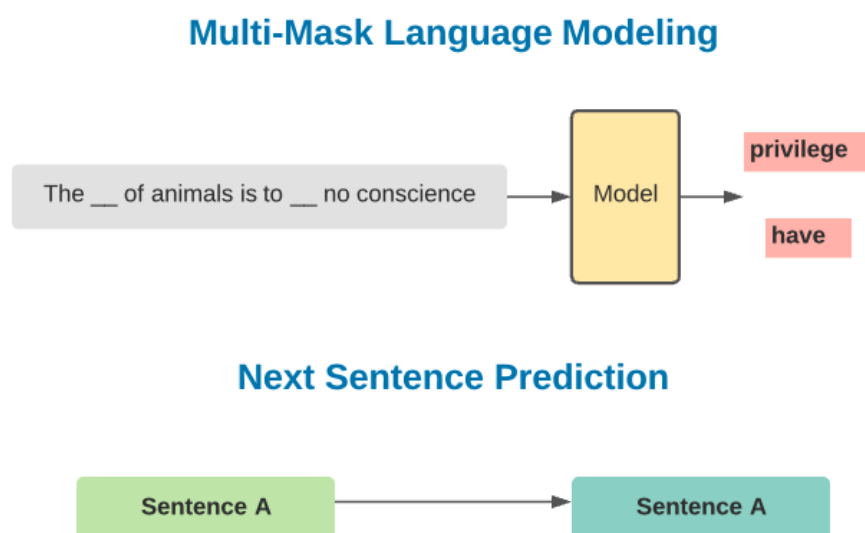 Multi-Mask Language Modeling
privilege
The __ of animals is to __ no conscience
Model
have
Next Sentence Prediction
Sentence A
Sentence A